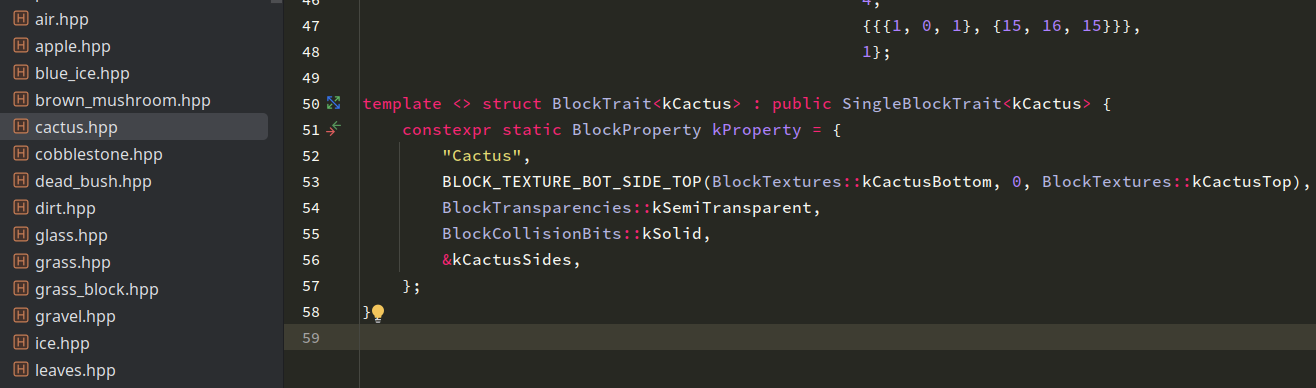 air.hpp
apple.hpp
blue_ice.hpp
brown_mushroom.hpp
cactus.hpp
cobblestone.hpp
dead_bush.hpp
dirt.hpp
glass.hpp
grass.hpp
grass_block.hpp
gravel.hpp
ice.hpp
leaves.hpp
46 4,
47 {{{1, 0, 1}, {15, 16, 15}}},
48 1};
49
50 template <> struct BlockTrait<kCactus> : public SingleBlockTrait<kCactus> {
51 constexpr static BlockProperty kProperty = {
52 "Cactus",
53 BLOCK_TEXTURE_BOT_SIDE_TOP(BlockTextures::kCactusBottom, 0, BlockTextures::kCactusTop),
54 BlockTransparencies::kSemiTransparent,
55 BlockCollisionBits::kSolid,
56 &kCactusSides,
57 };
58 }
59